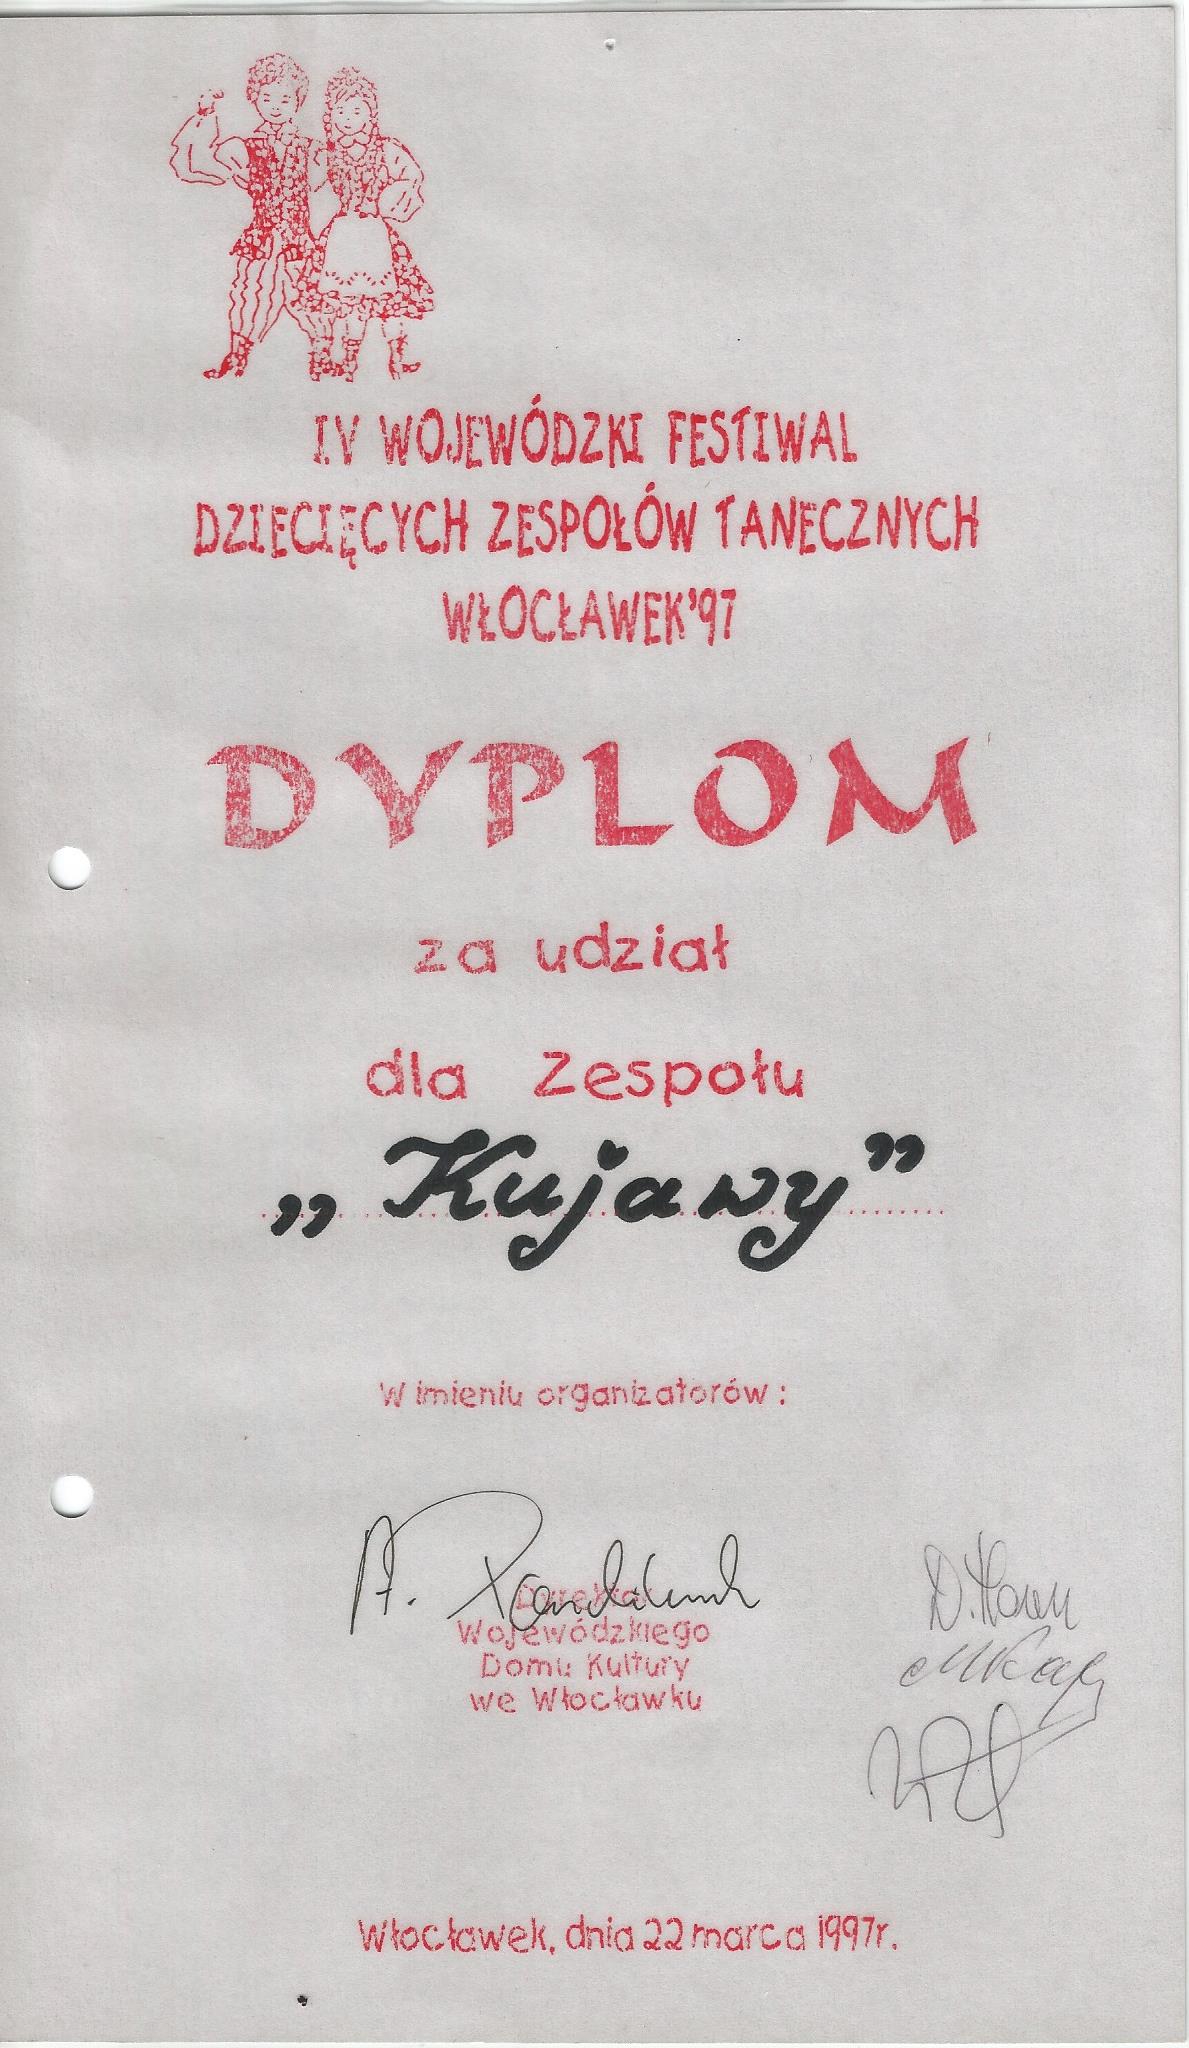 IV WOJEWÓDZKI FESTIWAL
DZIECIĘCYCH ZESPOŁÓW TANECZNYCH
WŁOCŁAWEK'97
DYPLOM
za udział
dla Zespołu
„Kujawy”
W imieniu organizatorów:
A.
Dyrektor
Wojewódzkiego
Domu Kultury
we Włocławku
D.
Włocławek, dnia 22 marca 1997r.